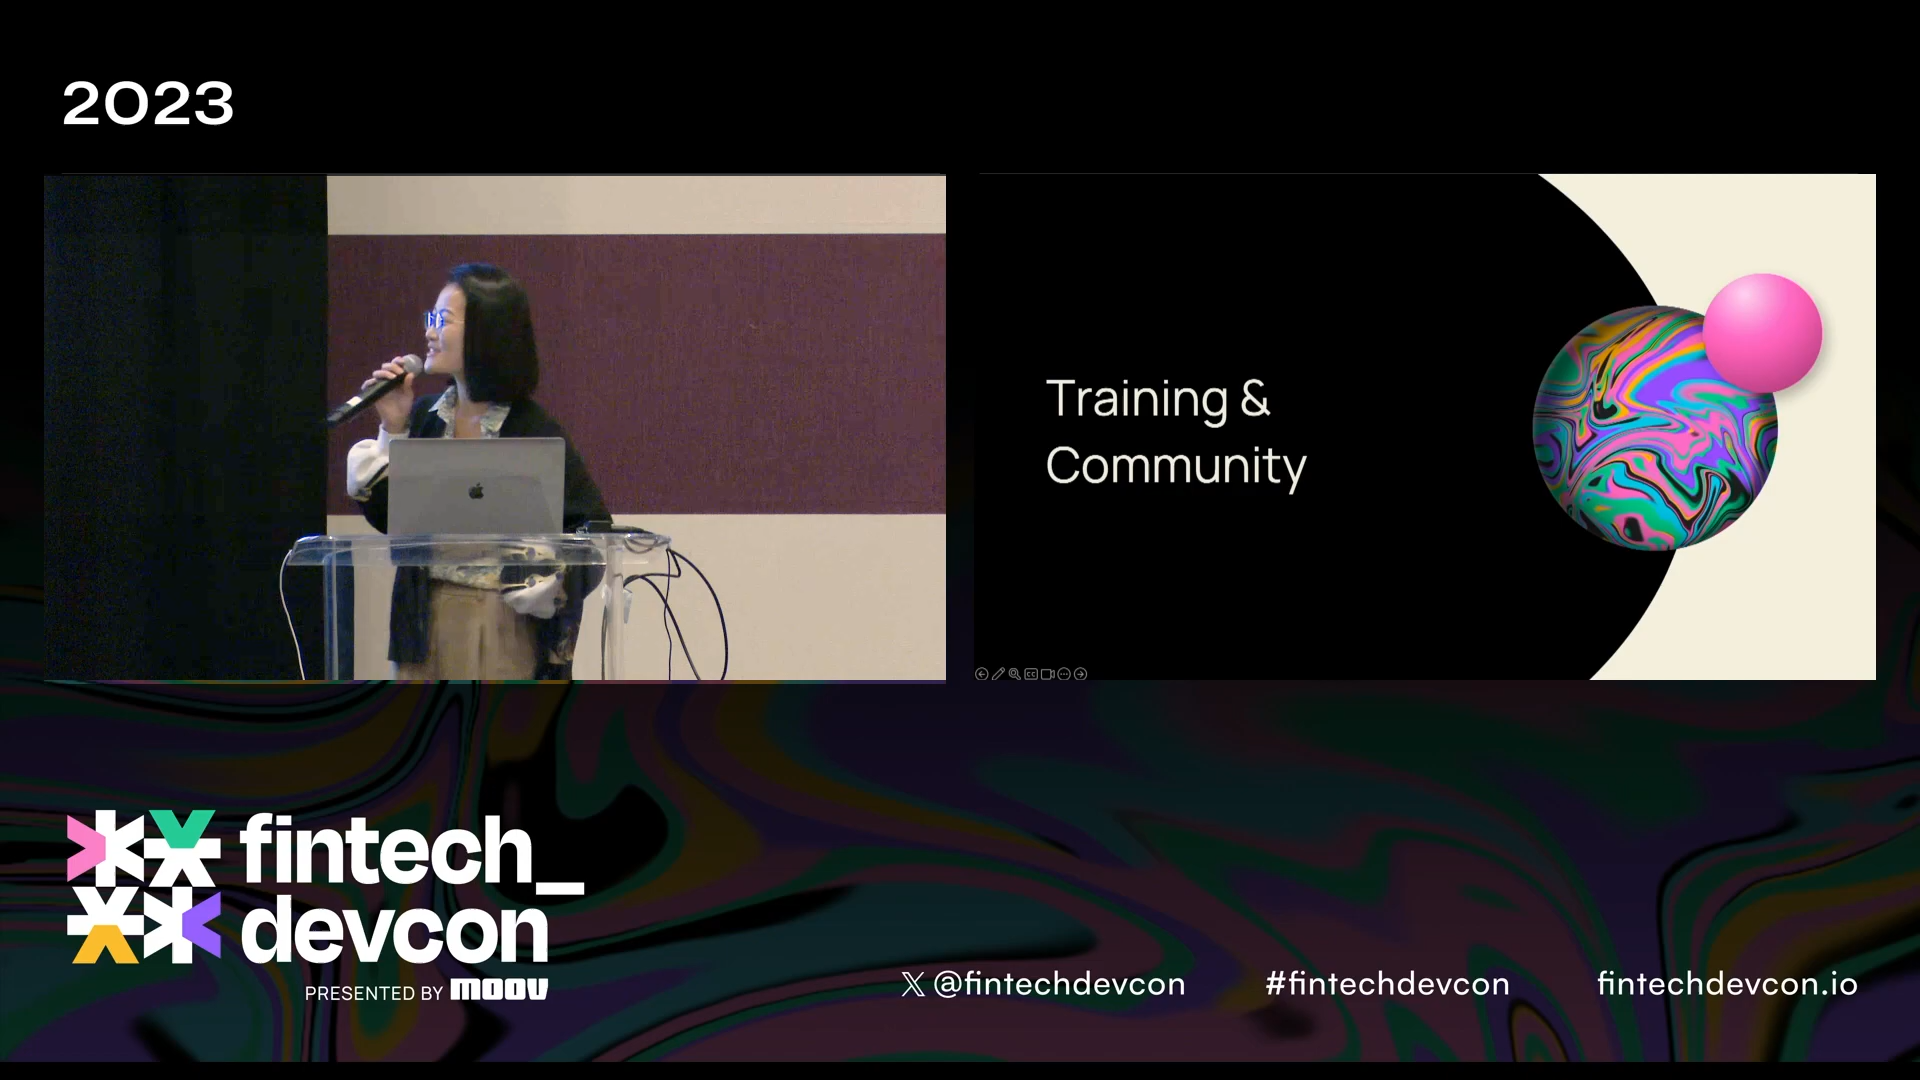 2023
Training &
Community
fintech_
devcon
PRESENTED BY moov
X @fintechdevcon
#fintechdevcon
fintechdevcon.io